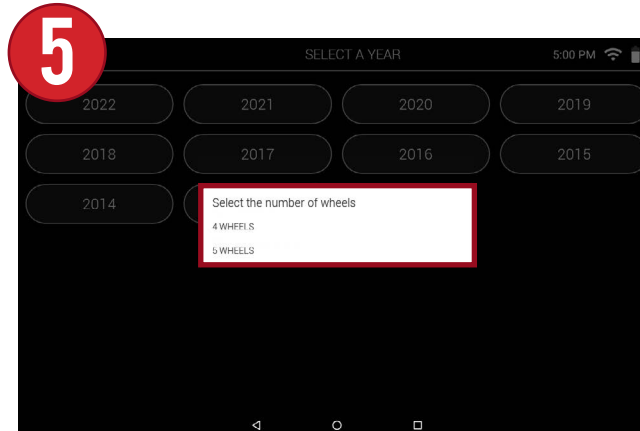 5
SELECT A YEAR 5:00 PM
2022 2021 2020 2019
2018 2017 2016 2015
2014
Select the number of wheels
4 WHEELS
5 WHEELS